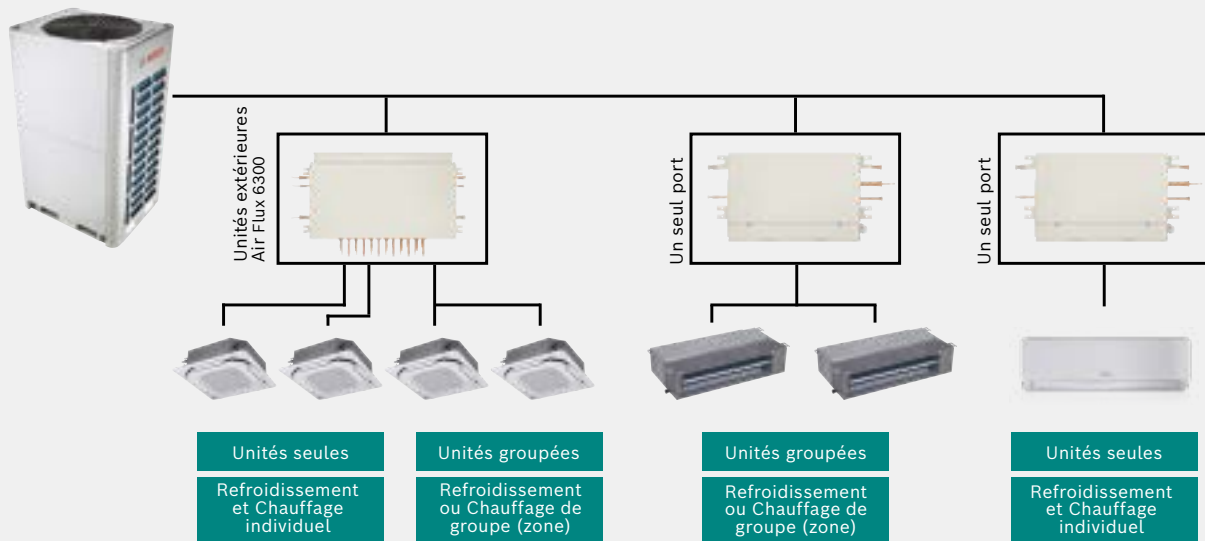 Unités extérieures
Air Flux 6300
Un seul port
Un seul port
Unités seules
Unités groupées
Unités groupées
Unités seules
Refroidissement
et Chauffage
individuel
Refroidissement
ou Chauffage de
groupe (zone)
Refroidissement
ou Chauffage de
groupe (zone)
Refroidissement
et Chauffage
individuel